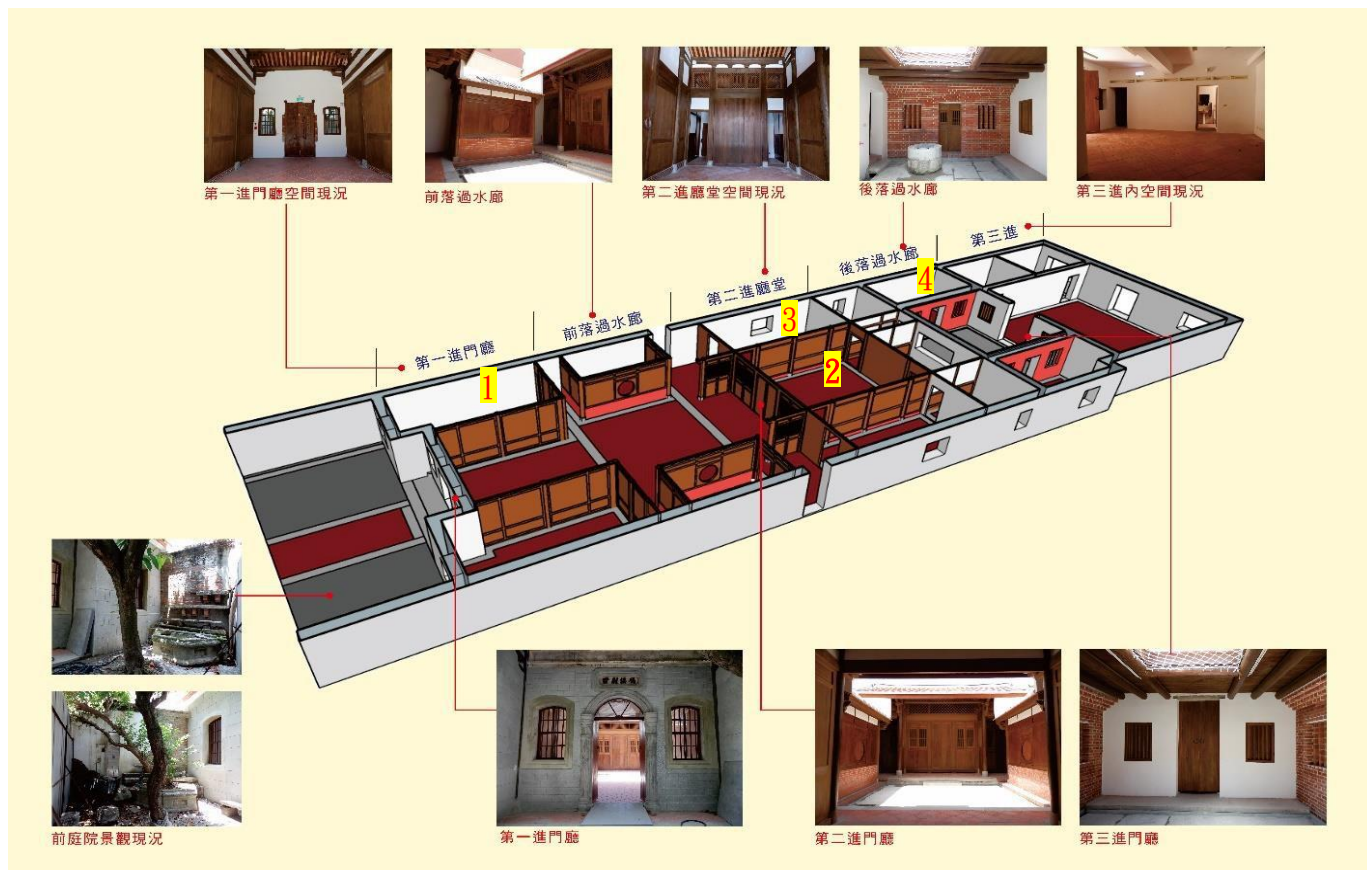 第一進門廳空間現況
前落過水廊
第二進廳堂空間現況
後落過水廊
第三進內空間現況
第三進
後落過水廊
4
第二進廳堂
3
前落過水廊
2
第一進門廳
1
前庭院景觀現況
第一進門廳
第二進門廳
第三進門廳